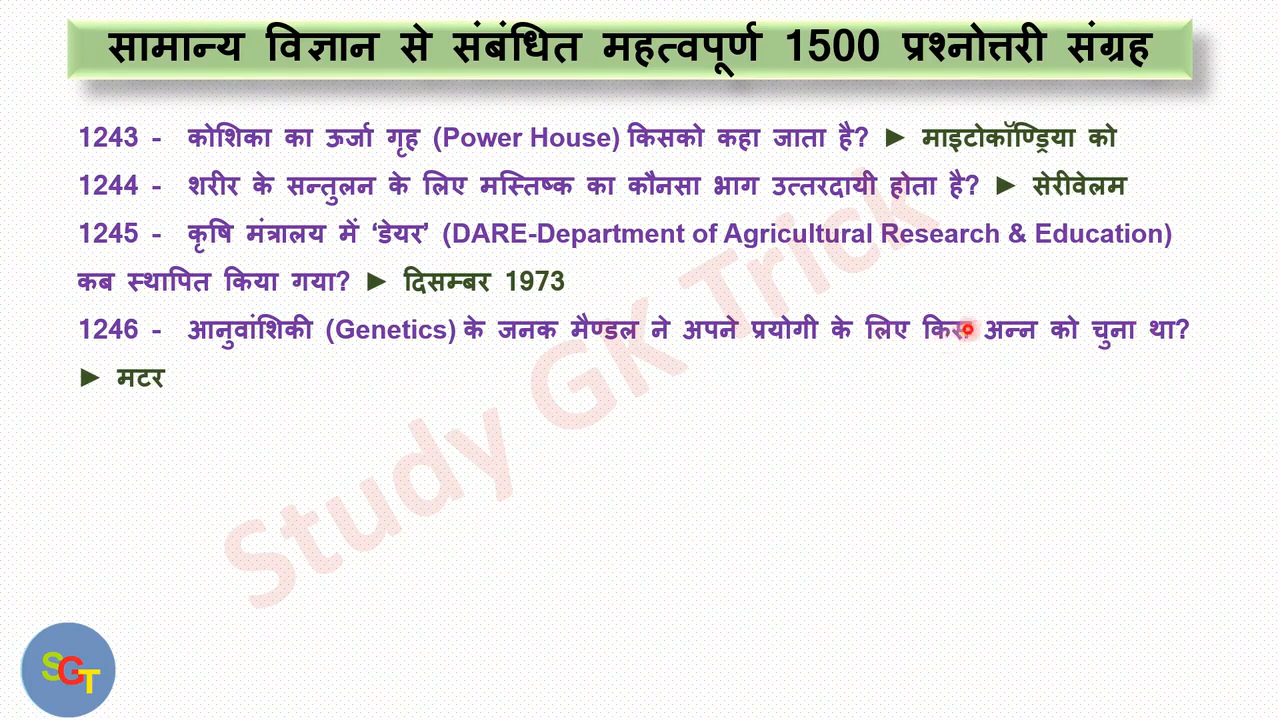 सामान्य विज्ञान से संबंधित महत्वपूर्ण 1500 प्रश्नोत्तरी संग्रह
1243 - कोशिका का ऊर्जा गृह (Power House) किसको कहा जाता है? ► माइटोकॉण्ड्रिया को
1244 - शरीर के सन्तुलन के लिए मस्तिष्क का कौनसा भाग उत्तरदायी होता है? ► सेरीवेलम
1245 - कृषि मंत्रालय में ‘डेयर’ (DARE-Department of Agricultural Research & Education)
कब स्थापित किया गया? ► दिसम्बर 1973
1246 - आनुवांशिकी (Genetics) के जनक मैण्डल ने अपने प्रयोगी के लिए किस अन्न को चुना था?
► मटर
Study GK Trick
SGT